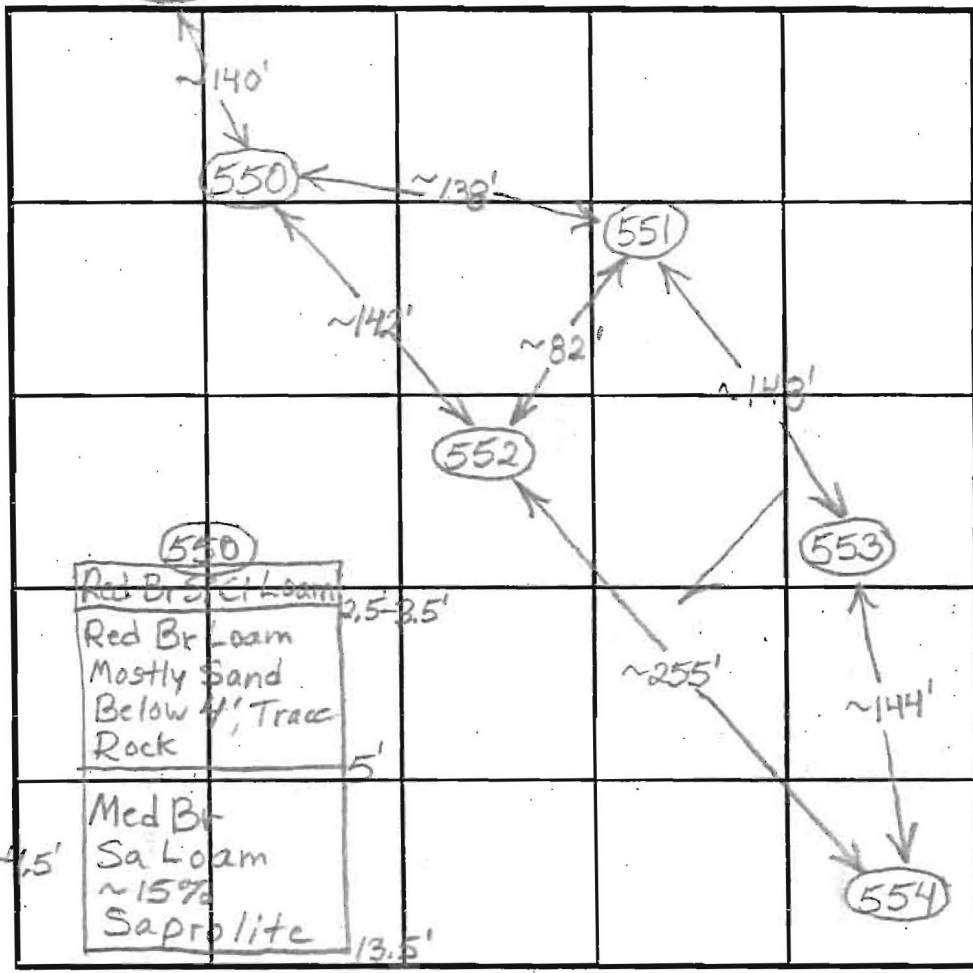 ~140'
550
~138'
551
~142'
~82'
~148'
552
553
550
Red Br Si Cl Loam
2.5-3.5'
Red Br Loam
Mostly Sand
Below 4', Trace
Rock
5'
~255'
~144'
Med Br
Sa Loam
~15%
Saprolite
13.5'
4.5'
554